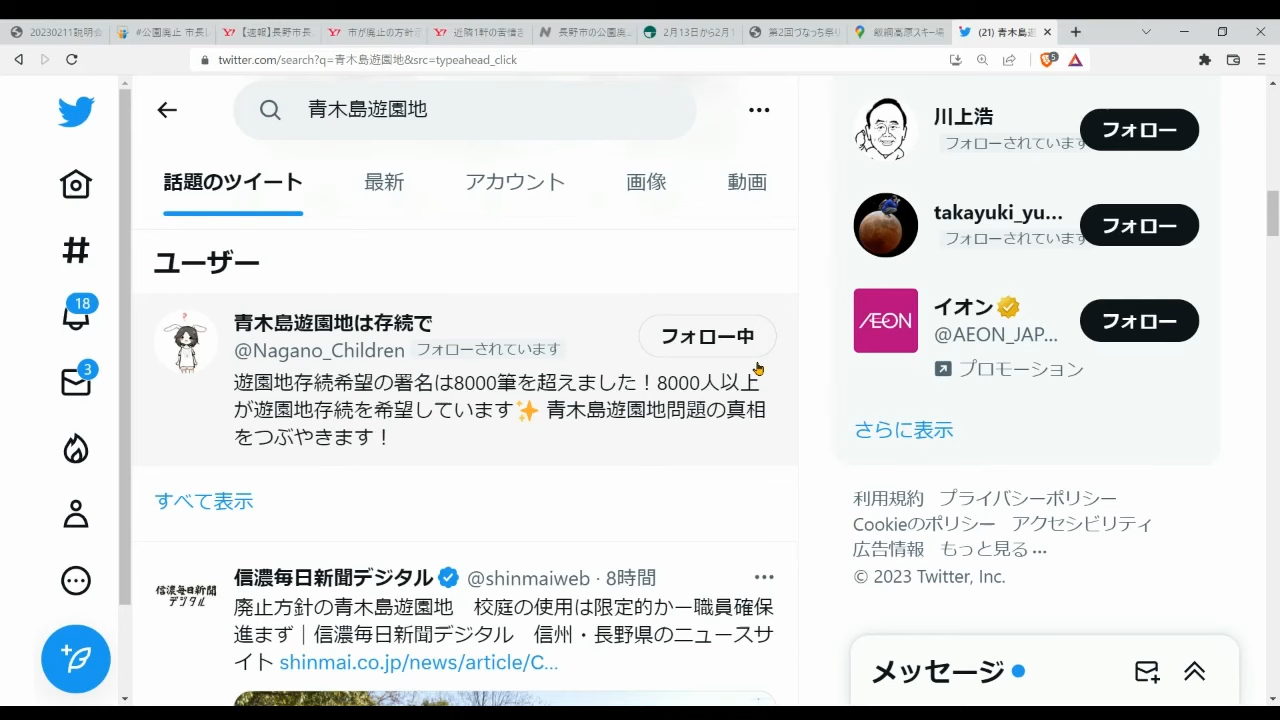 20230211説明会
#公園廃止 市長
【速報】長野市長
市が廃止の方針
近隣1軒の苦情き
長野市の公園廃
2月13日から2月1
第2回つなっち祭り
飯綱高原スキー場
(21) 青木島遊
twitter.com/search?q=青木島遊園地&src=typeahead_click
5
青木島遊園地
話題のツイート 最新 アカウント 画像 動画
ユーザー
18
3
青木島遊園地は存続で
フォロー中
@Nagano_Children フォローされています
遊園地存続希望の署名は8000筆を超えました！8000人以上
が遊園地存続を希望しています✨ 青木島遊園地問題の真相
をつぶやきます！
すべて表示
信濃毎日新聞
デジタル
信濃毎日新聞デジタル @shinmaiweb · 8時間
廃止方針の青木島遊園地　校庭の使用は限定的か－職員確保
進まず｜信濃毎日新聞デジタル　信州・長野県のニュースサ
イト shinmai.co.jp/news/article/C...
川上浩
フォローされています
フォロー
takayuki_yu...
フォローされています
フォロー
AEON
イオン
@AEON_JAP...
フォロー
プロモーション
さらに表示
利用規約 プライバシーポリシー
Cookieのポリシー アクセシビリティ
広告情報 もっと見る ...
© 2023 Twitter, Inc.
メッセージ